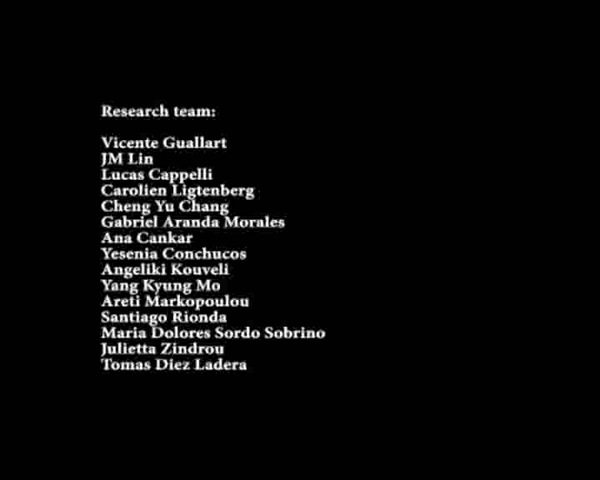 Research team:
Vicente Guallart
JM Lin
Lucas Cappelli
Carolien Ligtenberg
Cheng Yu Chang
Gabriel Aranda Morales
Ana Cankar
Yesenia Conchucos
Angeliki Kouveli
Yang Kyung Mo
Areti Markopoulou
Santiago Rionda
Maria Dolores Sordo Sobrino
Julietta Zindrou
Tomas Diez Ladera